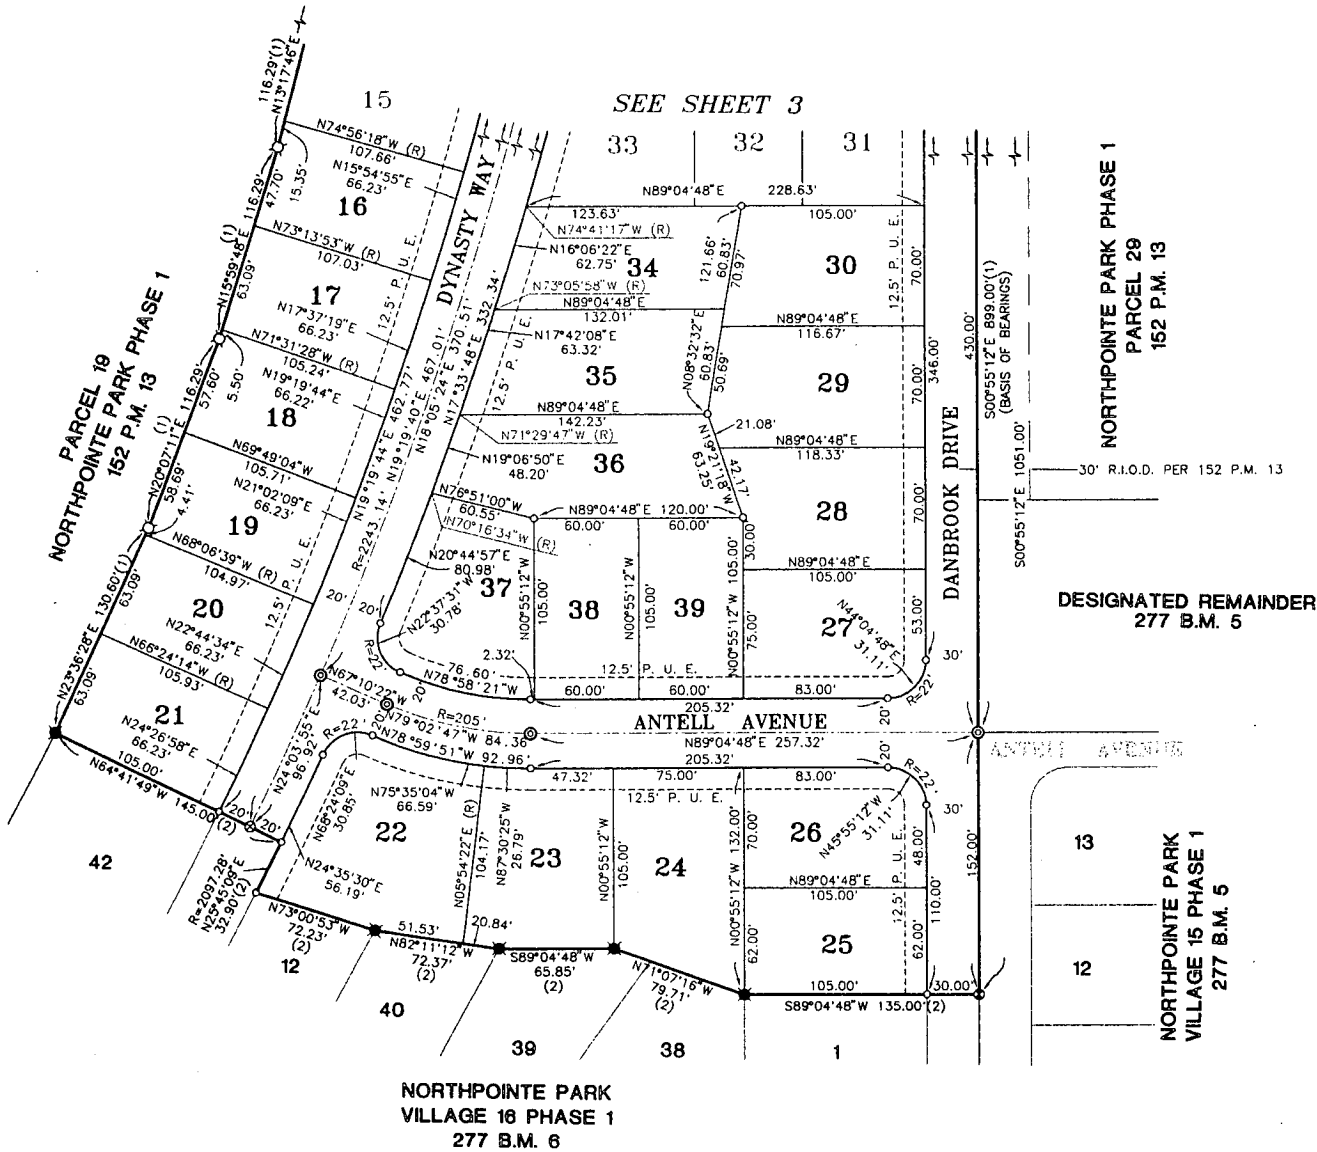 SEE SHEET 3
116.29'(1)
N13°17'46"E
15
33
32
31
N74°56'18"W (R)
107.66'
N15°54'55"E
66.23'
16
116.29'
47.70'
15.35'
N73°13'53"W (R)
107.03'
N15°59'48"E
(1)
63.09'
17
N17°37'19"E
66.23'
12.5' P. U. E.
N71°31'28"W (R)
105.24'
N19°19'44"E
66.22'
18
116.29'
57.60'
5.50'
N69°49'04"W
105.71'
N21°02'09"E
66.23'
19
N20°07'11"E
(1)
58.69'
4.41'
N68°06'39"W (R)
104.97'
20
N22°44'34"E
66.23'
12.5' P. U. E.
N66°24'14"W (R)
105.93'
21
N24°26'58"E
66.23'
105.00'
N64°41'49"W 145.00'(2)
N23°36'28"E 130.60'(1)
63.09'
63.09'
PARCEL 19
NORTHPOINTE PARK PHASE 1
152 P.M. 13
DYNASTY WAY
N19°19'44"E 462.77'
N19°19'40"E 467.01'
N18°05'24"E 370.51'
N17°33'48"E 332.34'
R=2243.14'
12.5' P. U. E.
N89°04'48"E 228.63'
123.63'
105.00'
N74°41'17"W (R)
N16°06'22"E
62.75'
34
N73°05'58"W (R)
N89°04'48"E
132.01'
N17°42'08"E
63.32'
35
N89°04'48"E
142.23'
N71°29'47"W (R)
N19°06'50"E
48.20'
36
121.66'
60.83'
70.97'
N08°32'32"E
60.83'
50.69'
21.08'
N19°21'18"W
63.25'
42.17'
30
12.5' P. U. E.
70.00'
N89°04'48"E
116.67'
29
70.00'
346.00'
N89°04'48"E
118.33'
28
70.00'
N89°04'48"E
105.00'
27
53.00'
N44°04'48"E
31.11'
R=22'
30'
N76°51'00"W
60.55'
N70°16'34"W (R)
N20°44'57"E
80.98'
37
N22°37'31"W
30.78'
R=22'
20'
20'
N89°04'48"E 120.00'
60.00'
60.00'
N00°55'12"W
105.00'
38
N00°55'12"W
105.00'
39
N00°55'12"W 105.00'
30.00'
75.00'
2.32'
12.5' P. U. E.
76.60'
N78°58'21"W
20'
60.00'
60.00'
83.00'
205.32'
20'
N67°10'22"W
42.03'
R=205'
N79°02'47"W 84.36'
ANTELL AVENUE
N89°04'48"E 257.32'
ANTELL AVENUE
20'
N78°59'51"W 92.96'
R=22'
205.32'
47.32'
75.00'
83.00'
20'
R=22'
12.5' P. U. E.
N24°03'55"E
96.92'
N68°24'09"E
30.85'
N75°35'04"W
66.59'
22
N05°54'22"E (R)
104.17'
N87°30'25"W
26.79'
23
N00°55'12"W
105.00'
24
N00°55'12"W 132.00'
70.00'
62.00'
26
N45°55'12"W
31.11'
30'
12.5' P. U. E.
48.00'
N89°04'48"E
105.00'
110.00'
25
62.00'
152.00'
20'
20'
N24°35'30"E
56.19'
R=2097.28'
N25°45'09"E
32.90'(2)
N73°00'53"W
72.23'
(2)
51.53'
20.84'
N82°11'12"W
72.37'
(2)
S89°04'48"W
65.85'
(2)
N71°07'16"W
79.71'
(2)
105.00'
30.00'
S89°04'48"W 135.00'(2)
42
12
40
39
38
1
NORTHPOINTE PARK
VILLAGE 16 PHASE 1
277 B.M. 6
DANBROOK DRIVE
430.00'
S00°55'12"E 899.00'(1)
(BASIS OF BEARINGS)
S00°55'12"E 1051.00'
NORTHPOINTE PARK PHASE 1
PARCEL 29
152 P.M. 13
30' R.I.O.D. PER 152 P.M. 13
DESIGNATED REMAINDER
277 B.M. 5
13
12
NORTHPOINTE PARK
VILLAGE 15 PHASE 1
277 B.M. 5